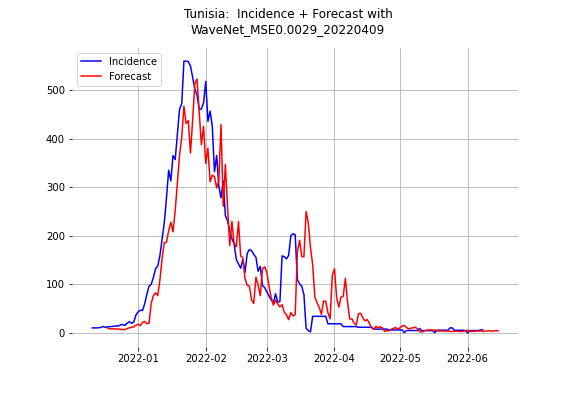 Tunisia:  Incidence + Forecast with
WaveNet_MSE0.0029_20220409
Incidence
Forecast
500
400
300
200
100
0
2022-01 2022-02 2022-03 2022-04 2022-05 2022-06